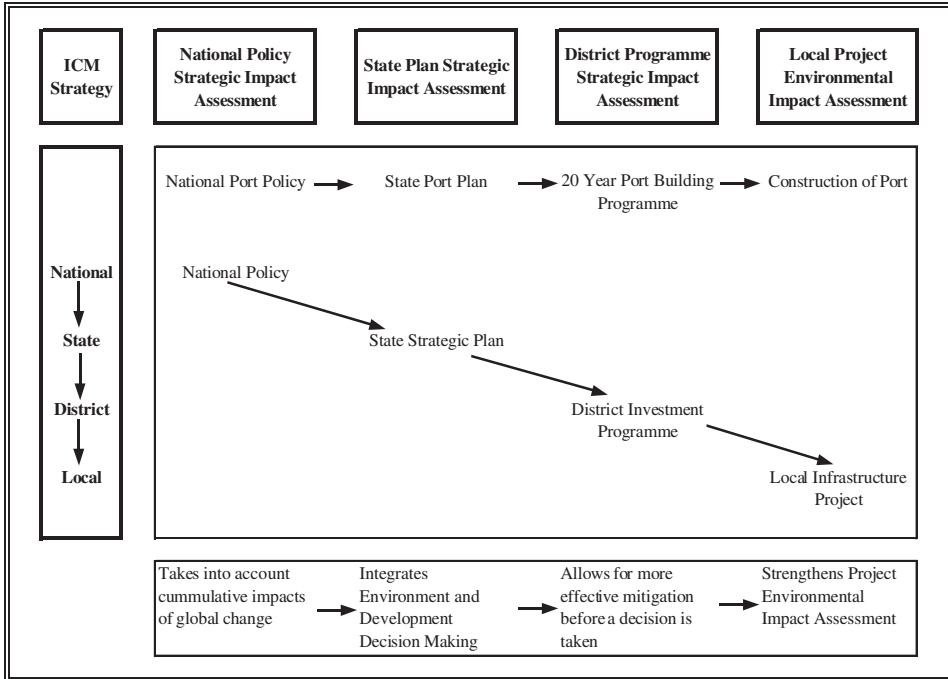 ICM
Strategy
National Policy
Strategic Impact
Assessment
State Plan Strategic
Impact Assessment
District Programme
Strategic Impact
Assessment
Local Project
Environmental
Impact Assessment
National
State
District
Local
National Port Policy
State Port Plan
20 Year Port Building
Programme
Construction of Port
National Policy
State Strategic Plan
District Investment
Programme
Local Infrastructure
Project
Takes into account
cummulative impacts
of global change
Integrates
Environment and
Development
Decision Making
Allows for more
effective mitigation
before a decision is
taken
Strengthens Project
Environmental
Impact Assessment